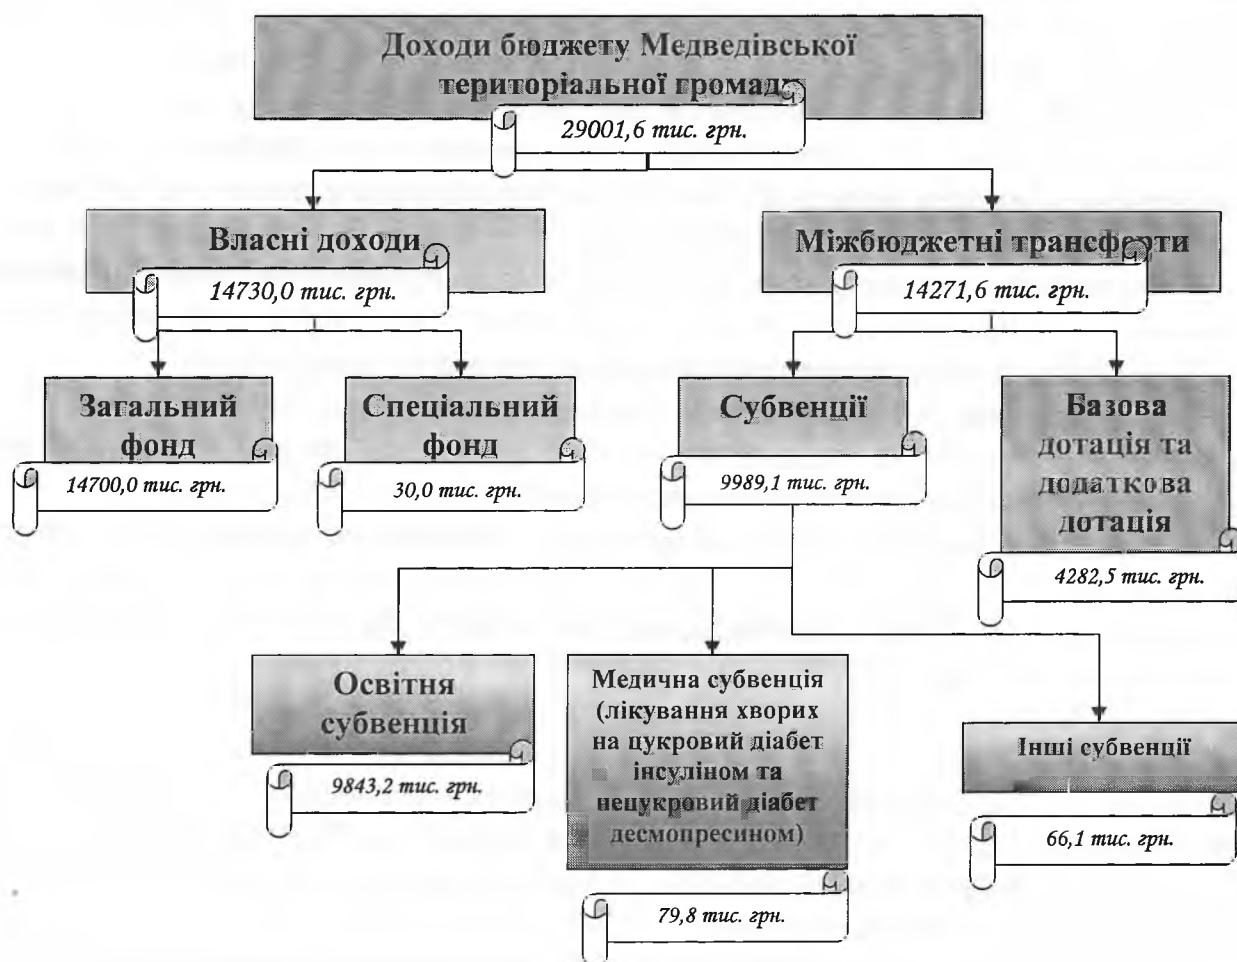 Доходи бюджету Медведівської
територіальної громади
29001,6 тис. грн.
Власні доходи
14730,0 тис. грн.
Міжбюджетні трансферти
14271,6 тис. грн.
Загальний
фонд
14700,0 тис. грн.
Спеціальний
фонд
30,0 тис. грн.
Субвенції
9989,1 тис. грн.
Базова
дотація та
додаткова
дотація
4282,5 тис. грн.
Освітня
субвенція
9843,2 тис. грн.
Медична субвенція
(лікування хворих
на цукровий діабет
інсуліном та
нецукровий діабет
десмопресином)
79,8 тис. грн.
Інші субвенції
66,1 тис. грн.